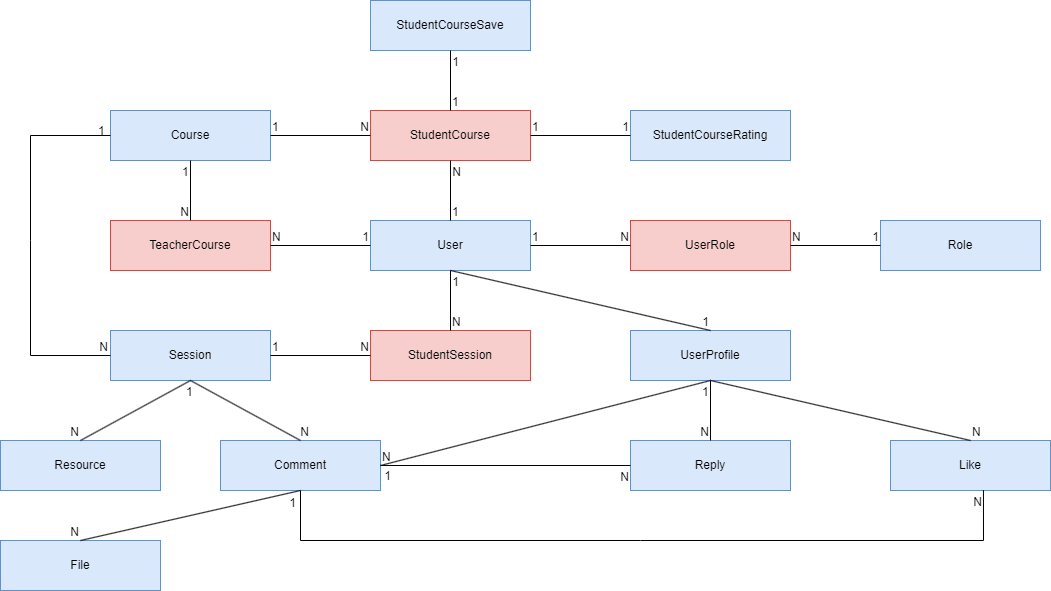 StudentCourseSave
1
1
Course
1
1
N
StudentCourse
1
1
StudentCourseRating
1
N
N
1
TeacherCourse
N
1
User
1
N
UserRole
N
1
Role
1
N
1
N
Session
1
N
StudentSession
1
UserProfile
1
N
N
1
N
N
N
Resource
Comment
1
N
Reply
Like
1
N
N
File